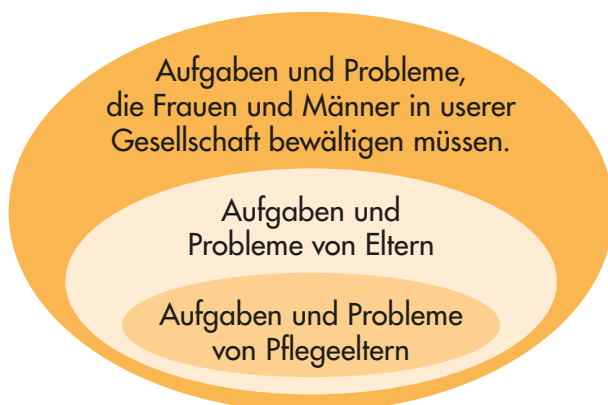 Aufgaben und Probleme,
die Frauen und Männer in userer
Gesellschaft bewältigen müssen.
Aufgaben und
Probleme von Eltern
Aufgaben und Probleme
von Pflegeeltern